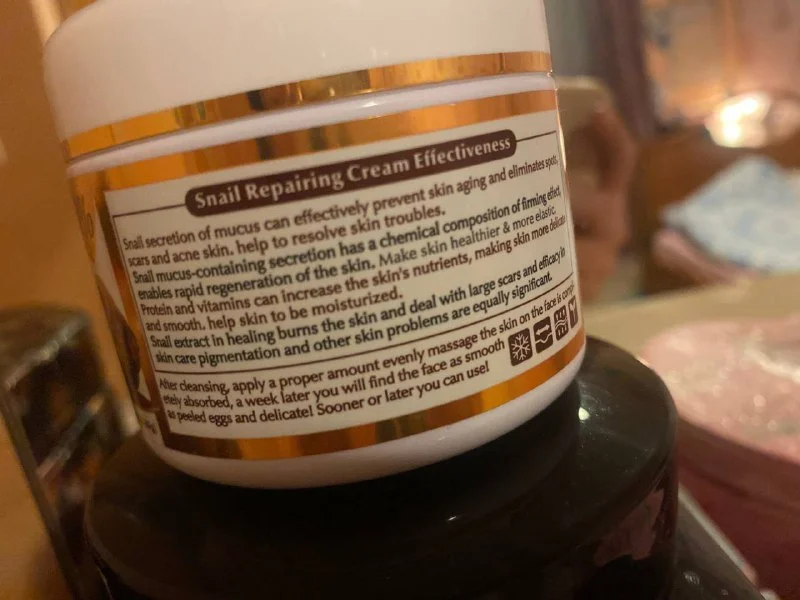 Snail Repairing Cream Effectiveness
Snail secretion of mucus can effectively prevent skin aging and eliminates spots,
scars and acne skin. help to resolve skin troubles.
Snail mucus-containing secretion has a chemical composition of firming effect,
enables rapid regeneration of the skin. Make skin healthier & more elastic.
Protein and vitamins can increase the skin's nutrients, making skin more delicate
and smooth. help skin to be moisturized.
Snail extract in healing burns the skin and deal with large scars and efficacy in
skin care pigmentation and other skin problems are equally significant.
After cleansing, apply a proper amount evenly massage the skin on the face is compl-
etely absorbed, a week later you will find the face as smooth
as peeled eggs and delicate! Sooner or later you can use!